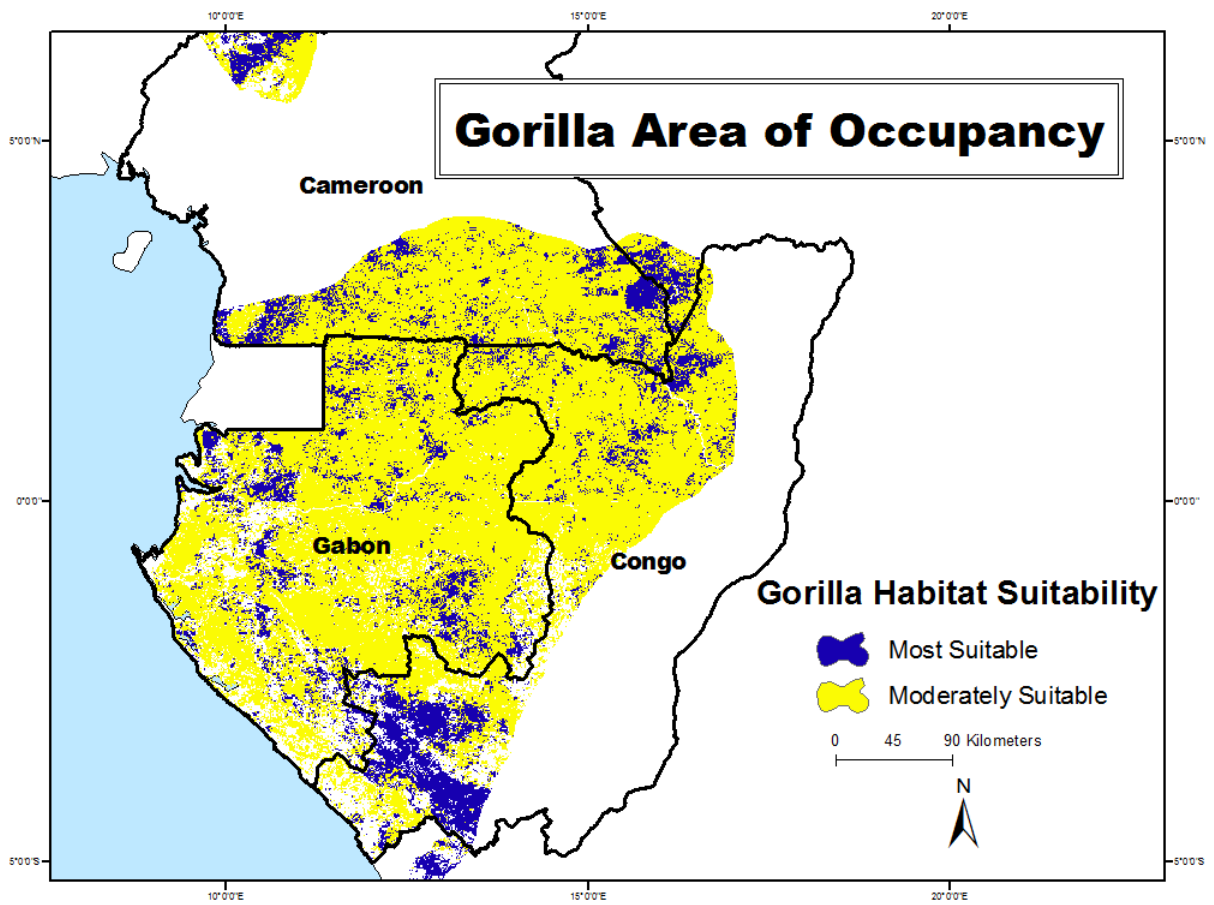 10°0'0"E 15°0'0"E 20°0'0"E
Gorilla Area of Occupancy
5°0'0"N 5°0'0"N
Cameroon
0°0'0" 0°0'0"
Gabon
Congo
Gorilla Habitat Suitability
Most Suitable
Moderately Suitable
0 45 90 Kilometers
N
5°0'0"S 5°0'0"S
10°0'0"E 15°0'0"E 20°0'0"E